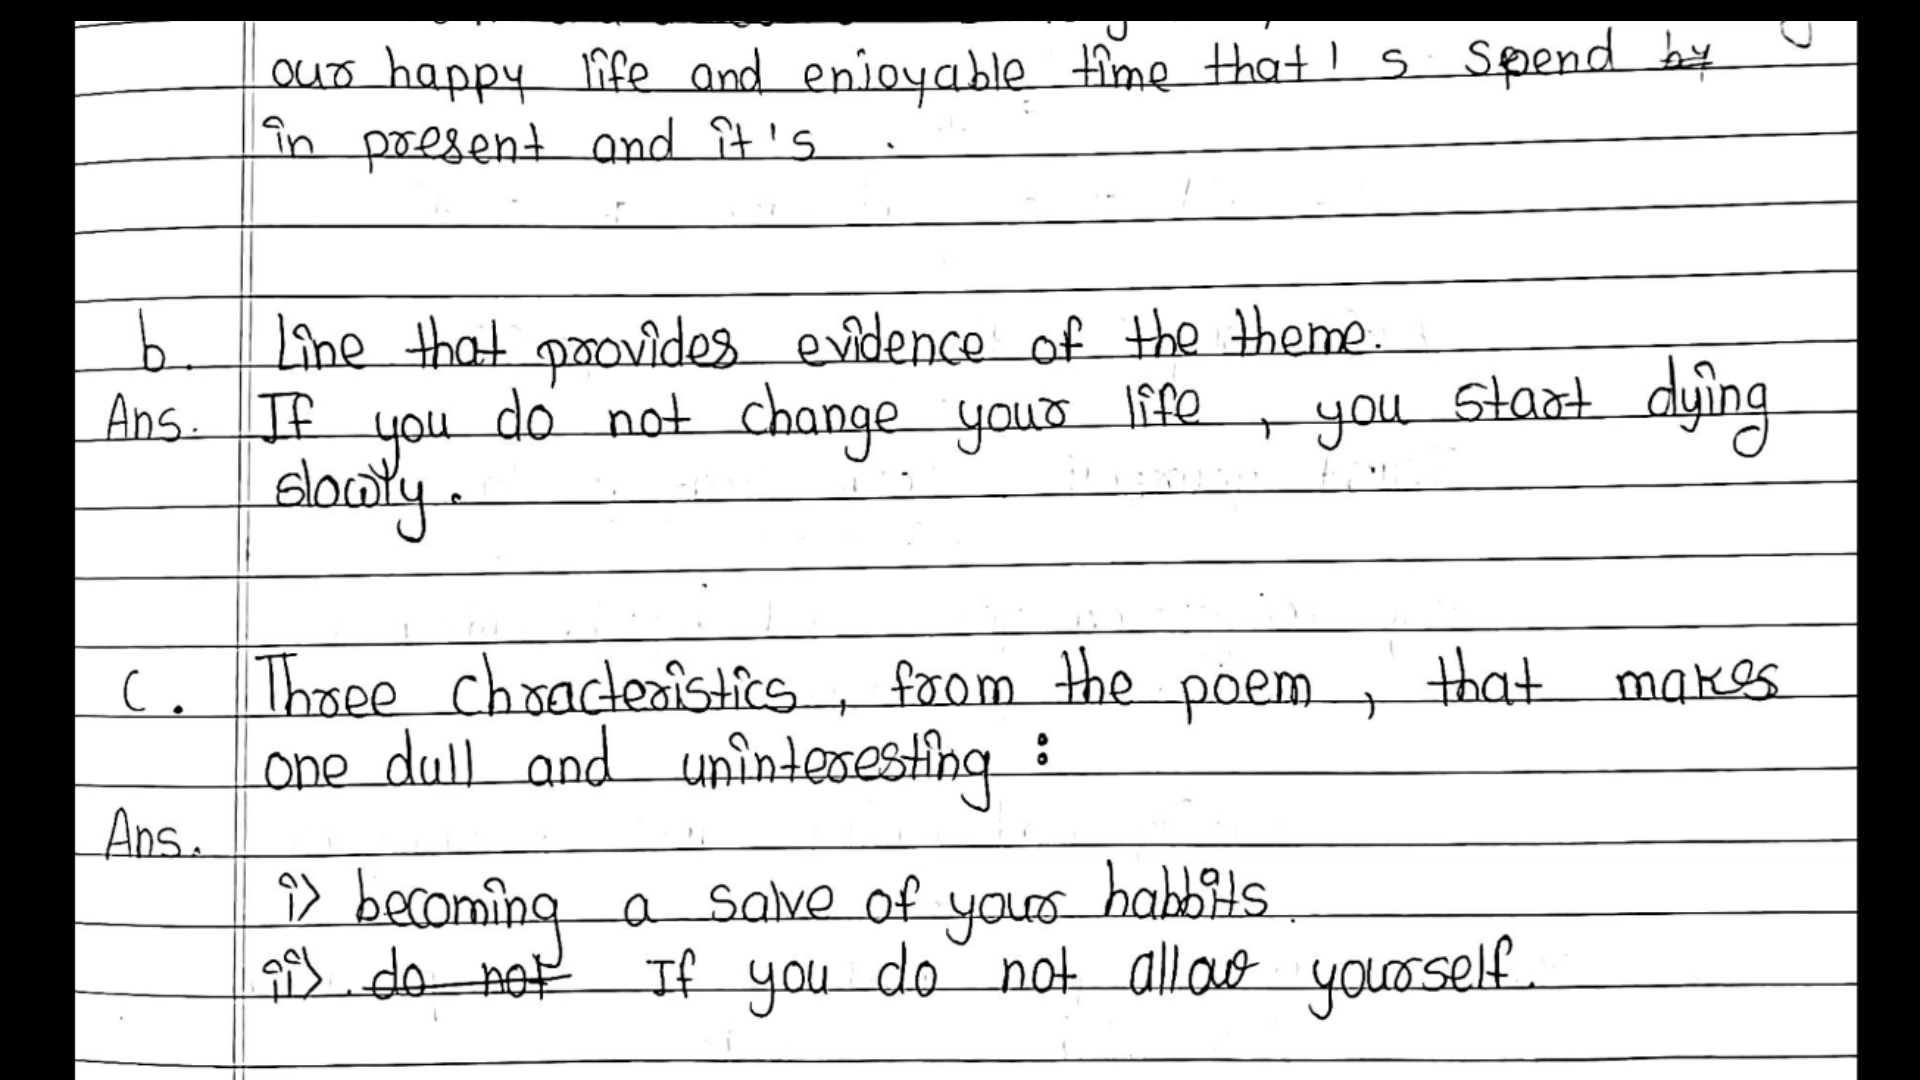 our happy life and enjoyable time that's spend by
in present and it's .
b. Line that provides evidence of the theme.
Ans. If you do not change your life , you start dying
slowly.
c. Three Chracteristics , from the poem , that makes
one dull and uninteresting :
Ans.
i) becoming a salve of your habbits.
ii). do not If you do not allow yourself.